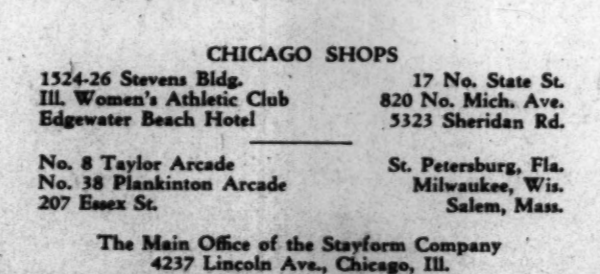 CHICAGO SHOPS
1524-26 Stevens Bldg. 17 No. State St.
Ill. Women's Athletic Club 820 No. Mich. Ave.
Edgewater Beach Hotel 5323 Sheridan Rd.
No. 8 Taylor Arcade St. Petersburg, Fla.
No. 38 Plankinton Arcade Milwaukee, Wis.
207 Essex St. Salem, Mass.
The Main Office of the Stayform Company
4237 Lincoln Ave., Chicago, Ill.